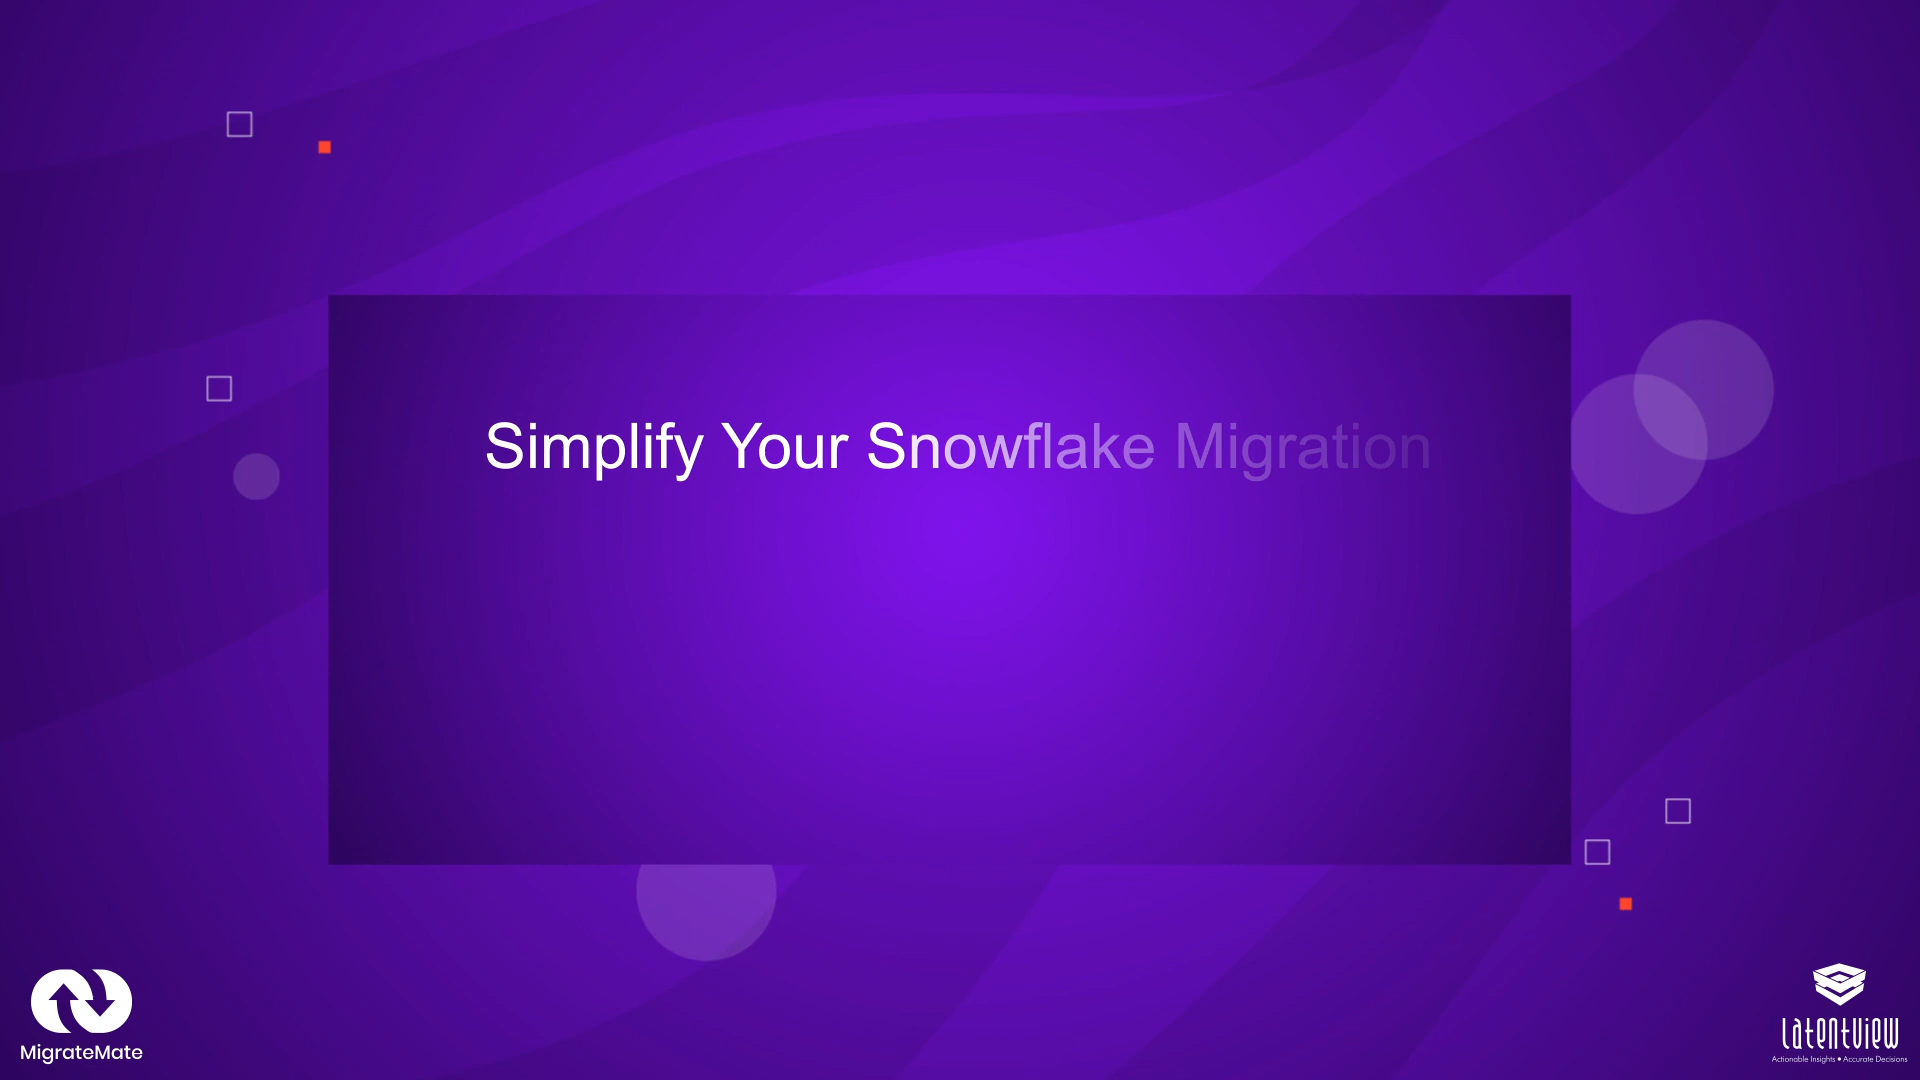 Simplify Your Snowflake Migration
MigrateMate
LatentView
Actionable Insights • Accurate Decisions